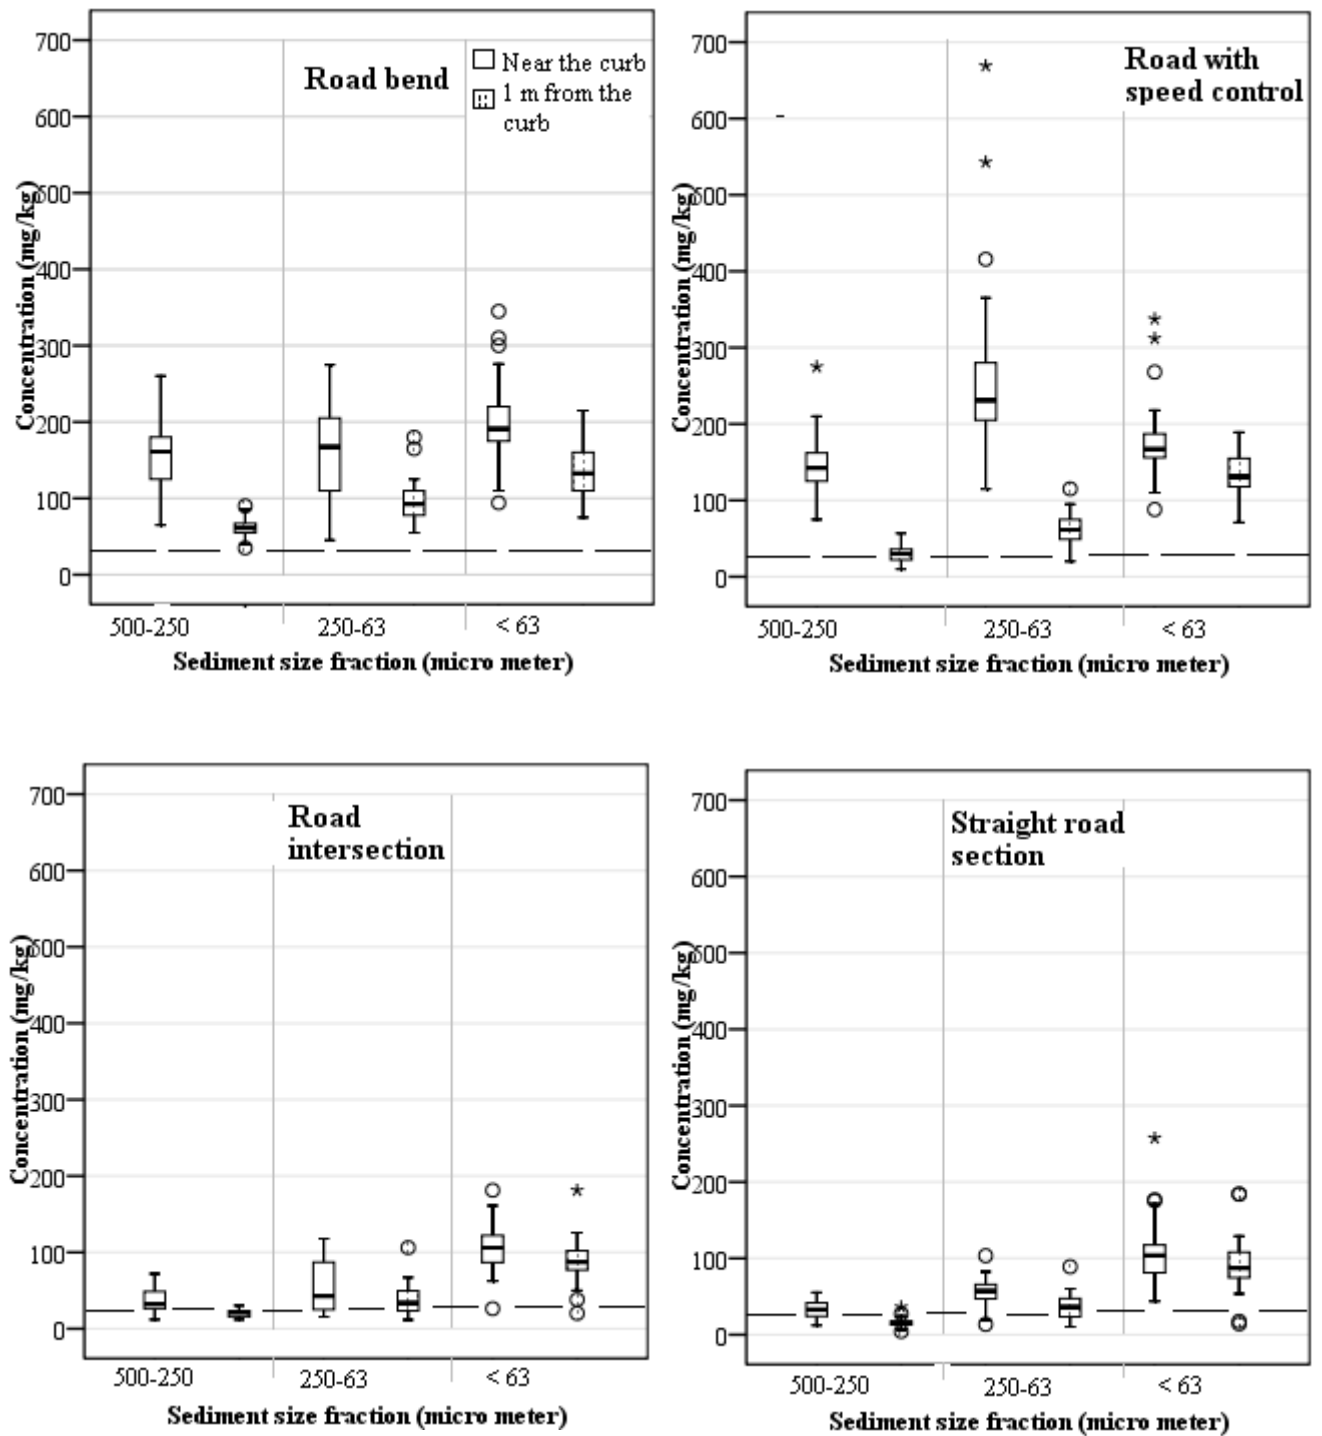 700
600
500
400
300
200
100
0
Concentration (mg/kg)
Road bend
Near the curb
1 m from the
curb
500-250
250-63
< 63
Sediment size fraction (micro meter)
700
600
500
400
300
200
100
0
Concentration (mg/kg)
Road with
speed control
500-250
250-63
< 63
Sediment size fraction (micro meter)
700
600
500
400
300
200
100
0
Concentration (mg/kg)
Road
intersection
500-250
250-63
< 63
Sediment size fraction (micro meter)
700
600
500
400
300
200
100
0
Concentration (mg/kg)
Straight road
section
500-250
250-63
< 63
Sediment size fraction (micro meter)